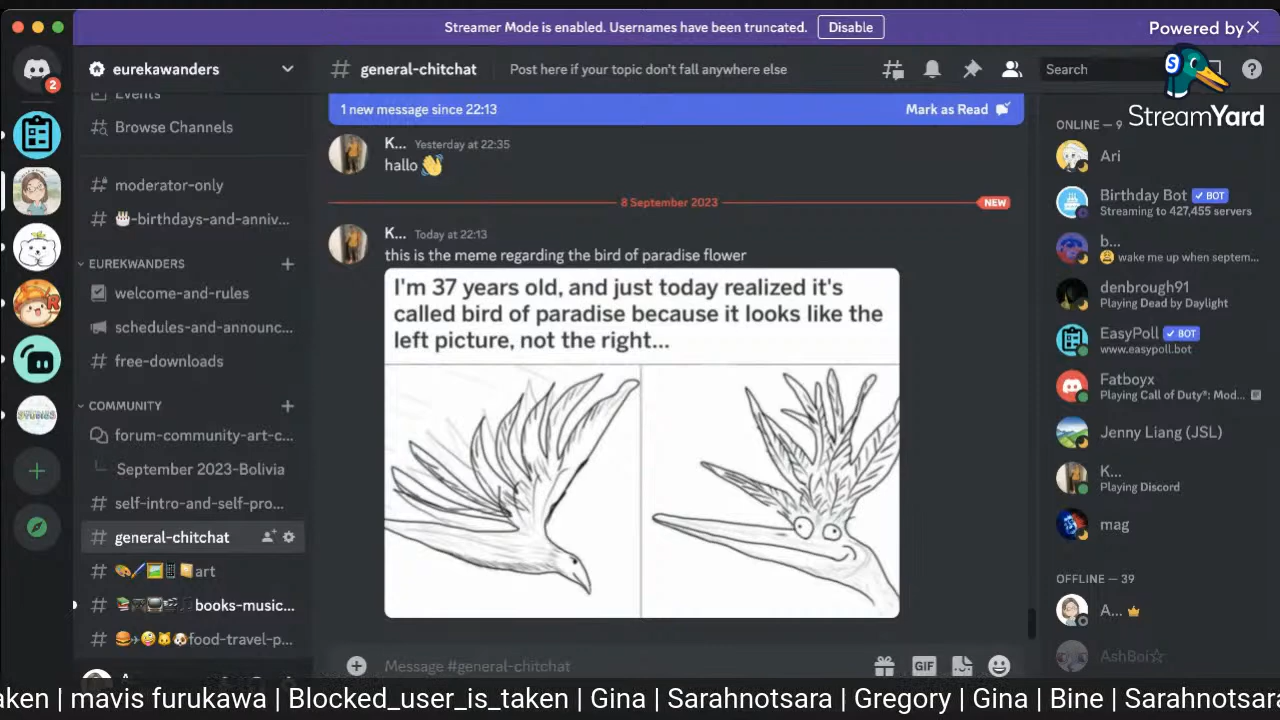 Streamer Mode is enabled. Usernames have been truncated.
Disable
Powered by
StreamYard
2
eurekawanders
Events
Browse Channels
moderator-only
-birthdays-and-anniv...
EUREKWANDERS
welcome-and-rules
schedules-and-announc...
free-downloads
COMMUNITY
forum-community-art-c...
September 2023-Bolivia
self-intro-and-self-pro...
general-chitchat
art
books-music...
food-travel-p...
general-chitchat
Post here if your topic don't fall anywhere else
Search
1 new message since 22:13
Mark as Read
K... Yesterday at 22:35
hallo 👋
8 September 2023
NEW
K... Today at 22:13
this is the meme regarding the bird of paradise flower
I'm 37 years old, and just today realized it's
called bird of paradise because it looks like the
left picture, not the right...
Message #general-chitchat
GIF
ONLINE — 9
Ari
Birthday Bot BOT
Streaming to 427,455 servers
b...
wake me up when septem...
denbrough91
Playing Dead by Daylight
EasyPoll BOT
www.easypoll.bot
Fatboyx
Playing Call of Duty®: Mod...
Jenny Liang (JSL)
K...
Playing Discord
mag
OFFLINE — 39
A...
AshBoi☆
aken | mavis furukawa | Blocked_user_is_taken | Gina | Sarahnotsara | Gregory | Gina | Bine | Sarahnotsara